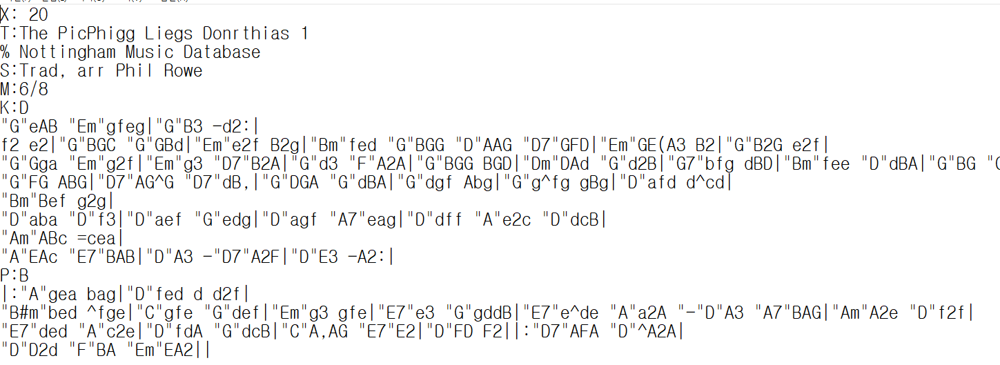 X: 20
T:The PicPhigg Liegs Donrthias 1
% Nottingham Music Database
S:Trad, arr Phil Rowe
M:6/8
K:D
"G"eAB "Em"gfeg|"G"B3 -d2:|
f2 e2|"G"BGC "G"GBd|"Em"e2f B2g|"Bm"fed "G"BGG "D"AAG "D7"GFD|"Em"GE(A3 B2|"G"B2G e2f|
"G"Gga "Em"g2f|"Em"g3 "D7"B2A|"G"d3 "F"A2A|"G"BGG BGD|"Dm"DAd "G"d2B|"G7"bfg dBD|"Bm"fee "D"dBA|"G"BG
"G"FG ABG|"D7"AG^G "D7"dB,|"G"DGA "G"dBA|"G"dgf Abg|"G"g^fg gBg|"D"afd d^cd|
"Bm"Bef g2g|
"D"aba "D"f3|"D"aef "G"edg|"D"agf "A7"eag|"D"dff "A"e2c "D"dcB|
"Am"ABc =cea|
"A"EAc "E7"BAB|"D"A3 -"D7"A2F|"D"E3 -A2:|
P:B
|:"A"gea bag|"D"fed d d2f|
"B#m"bed ^fge|"C"gfe "G"def|"Em"g3 gfe|"E7"e3 "G"gddB|"E7"e^de "A"a2A "-"D"A3 "A7"BAG|"Am"A2e "D"f2f|
"E7"ded "A"c2e|"D"fdA "G"dcB|"C"A,AG "E7"E2|"D"FD F2||:"D7"AFA "D"^A2A|
"D"D2d "F"BA "Em"EA2||